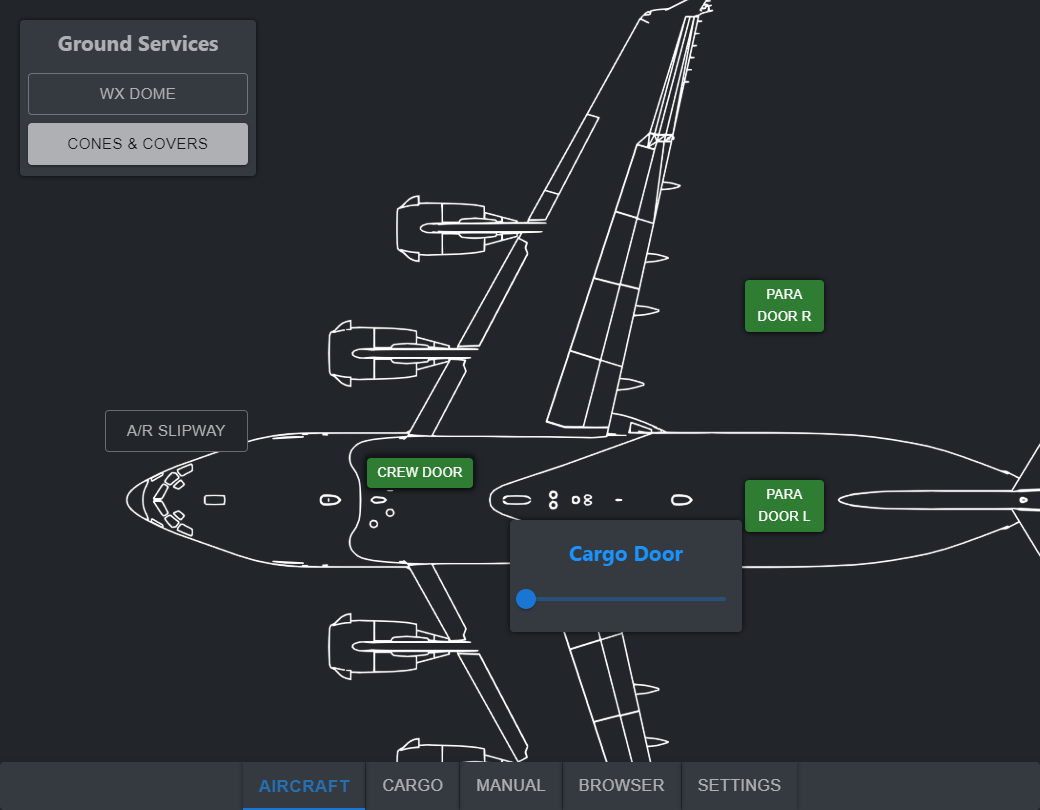 Ground Services
WX DOME
CONES & COVERS
PARA
DOOR R
A/R SLIPWAY
CREW DOOR
PARA
DOOR L
Cargo Door
AIRCRAFT
CARGO
MANUAL
BROWSER
SETTINGS